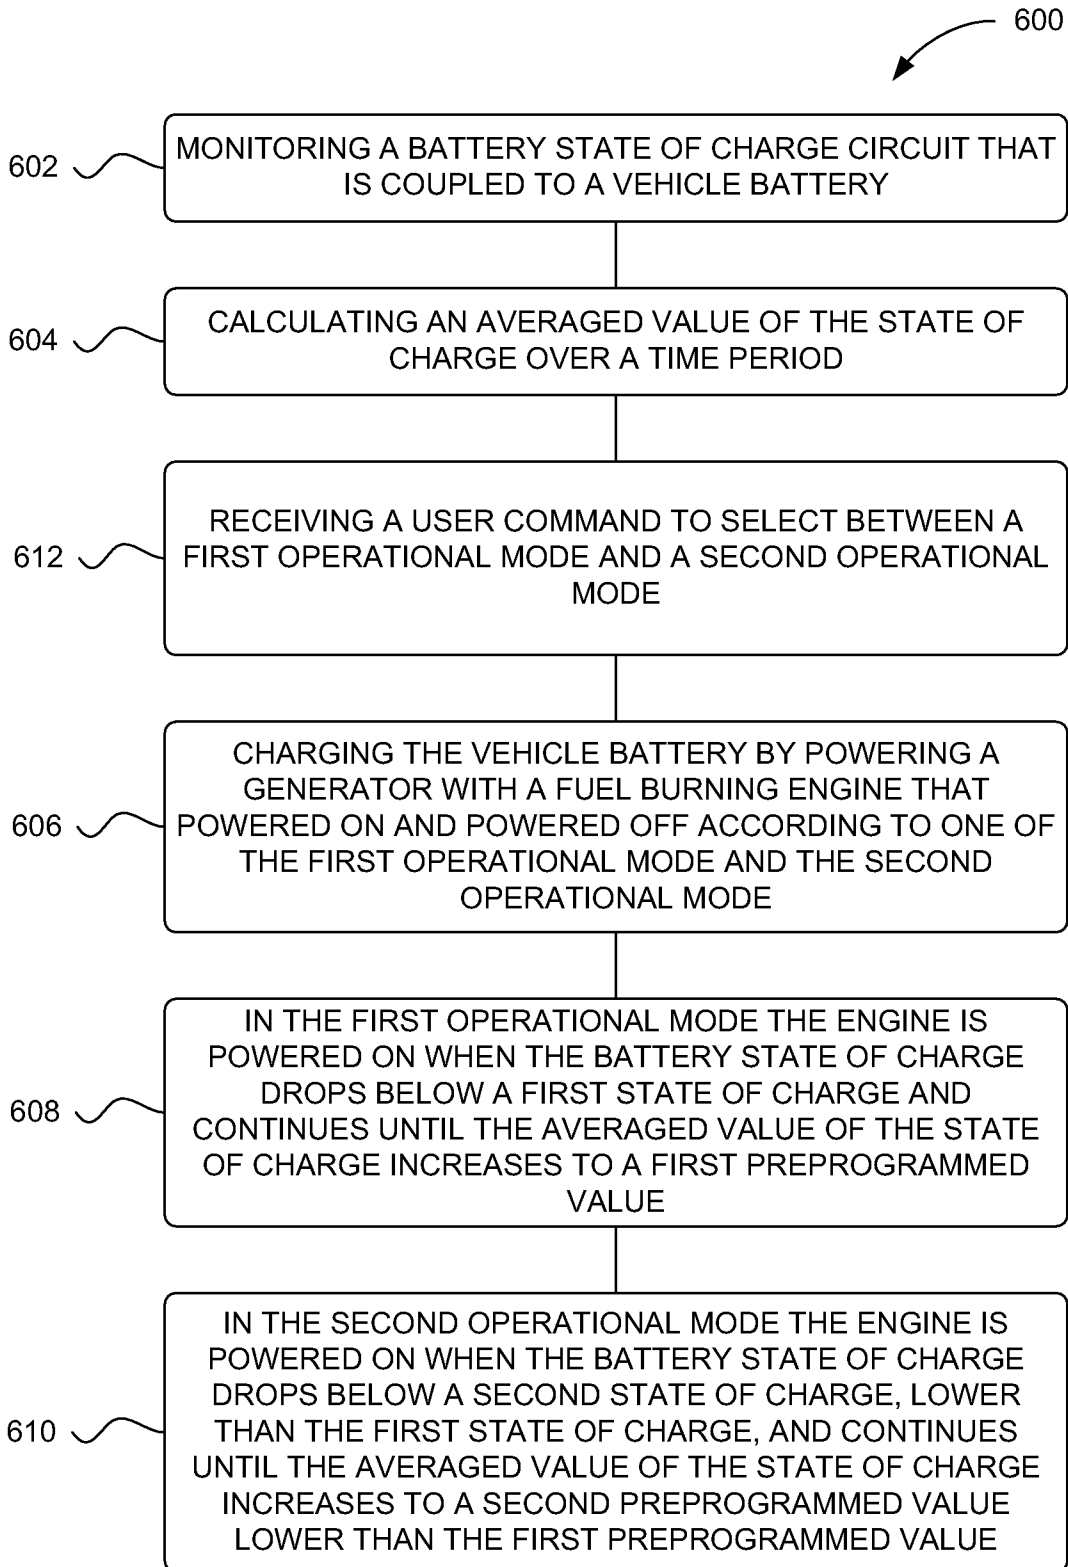 600
602
MONITORING A BATTERY STATE OF CHARGE CIRCUIT THAT
IS COUPLED TO A VEHICLE BATTERY
604
CALCULATING AN AVERAGED VALUE OF THE STATE OF
CHARGE OVER A TIME PERIOD
612
RECEIVING A USER COMMAND TO SELECT BETWEEN A
FIRST OPERATIONAL MODE AND A SECOND OPERATIONAL
MODE
606
CHARGING THE VEHICLE BATTERY BY POWERING A
GENERATOR WITH A FUEL BURNING ENGINE THAT
POWERED ON AND POWERED OFF ACCORDING TO ONE OF
THE FIRST OPERATIONAL MODE AND THE SECOND
OPERATIONAL MODE
608
IN THE FIRST OPERATIONAL MODE THE ENGINE IS
POWERED ON WHEN THE BATTERY STATE OF CHARGE
DROPS BELOW A FIRST STATE OF CHARGE AND
CONTINUES UNTIL THE AVERAGED VALUE OF THE STATE
OF CHARGE INCREASES TO A FIRST PREPROGRAMMED
VALUE
610
IN THE SECOND OPERATIONAL MODE THE ENGINE IS
POWERED ON WHEN THE BATTERY STATE OF CHARGE
DROPS BELOW A SECOND STATE OF CHARGE, LOWER
THAN THE FIRST STATE OF CHARGE, AND CONTINUES
UNTIL THE AVERAGED VALUE OF THE STATE OF CHARGE
INCREASES TO A SECOND PREPROGRAMMED VALUE
LOWER THAN THE FIRST PREPROGRAMMED VALUE